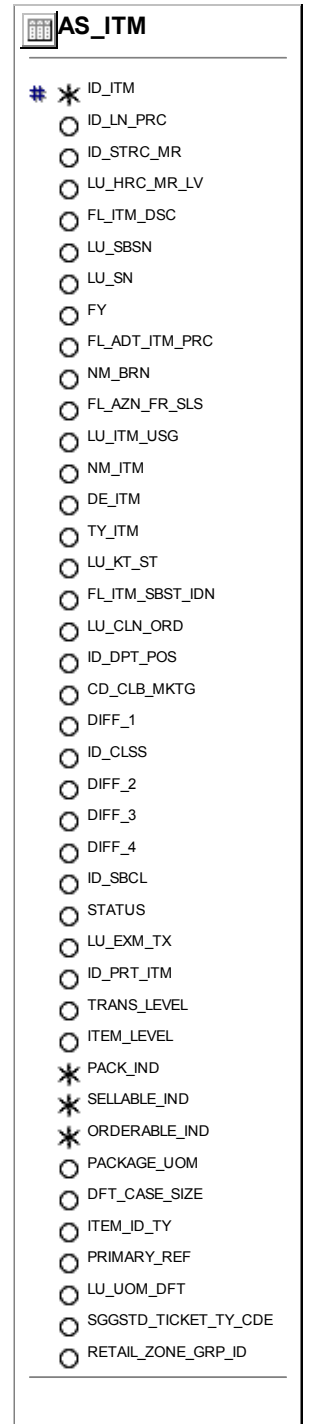 AS_ITM
# * ID_ITM
ID_LN_PRC
ID_STRC_MR
LU_HRC_MR_LV
FL_ITM_DSC
LU_SBSN
LU_SN
FY
FL_ADT_ITM_PRC
NM_BRN
FL_AZN_FR_SLS
LU_ITM_USG
NM_ITM
DE_ITM
TY_ITM
LU_KT_ST
FL_ITM_SBST_IDN
LU_CLN_ORD
ID_DPT_POS
CD_CLB_MKTG
DIFF_1
ID_CLSS
DIFF_2
DIFF_3
DIFF_4
ID_SBCL
STATUS
LU_EXM_TX
ID_PRT_ITM
TRANS_LEVEL
ITEM_LEVEL
* PACK_IND
* SELLABLE_IND
* ORDERABLE_IND
PACKAGE_UOM
DFT_CASE_SIZE
ITEM_ID_TY
PRIMARY_REF
LU_UOM_DFT
SGGSTD_TICKET_TY_CDE
RETAIL_ZONE_GRP_ID